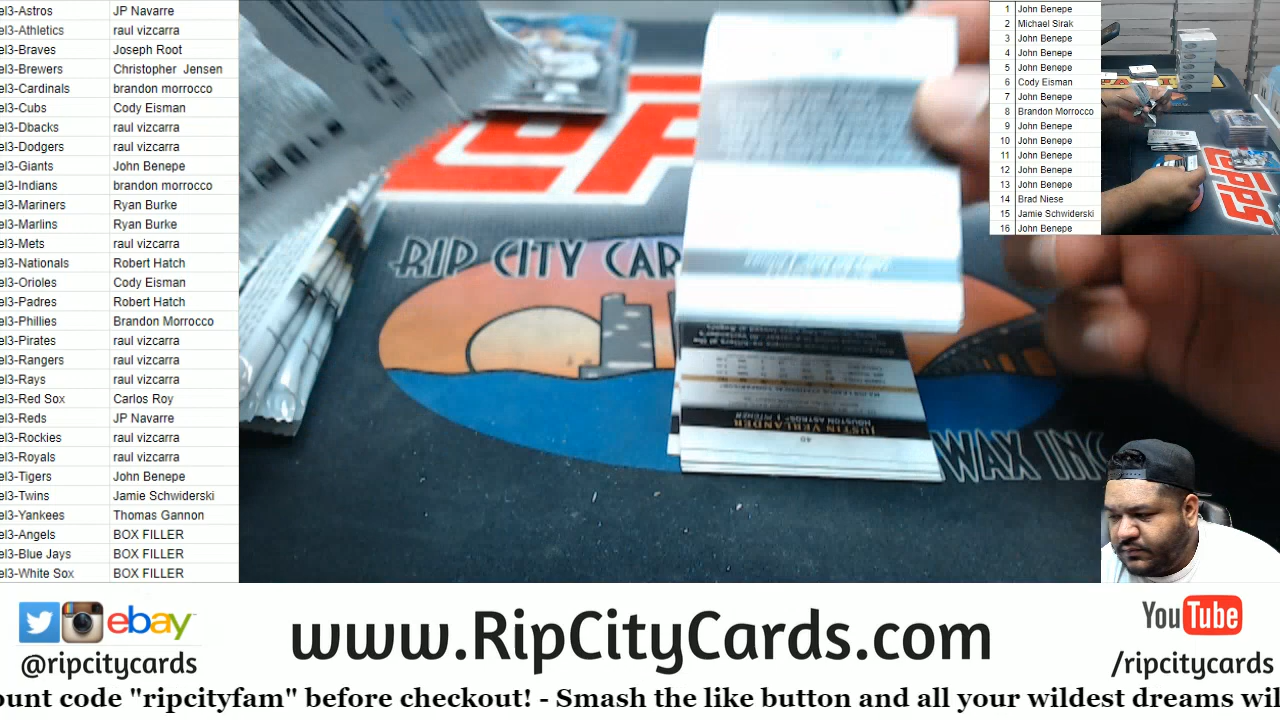 el3-Astros JP Navarre
el3-Athletics raul vizcarra
el3-Braves Joseph Root
el3-Brewers Christopher Jensen
el3-Cardinals brandon morrocco
el3-Cubs Cody Eisman
el3-Dbacks raul vizcarra
el3-Dodgers raul vizcarra
el3-Giants John Benepe
el3-Indians brandon morrocco
el3-Mariners Ryan Burke
el3-Marlins Ryan Burke
el3-Mets raul vizcarra
el3-Nationals Robert Hatch
el3-Orioles Cody Eisman
el3-Padres Robert Hatch
el3-Phillies Brandon Morrocco
el3-Pirates raul vizcarra
el3-Rangers raul vizcarra
el3-Rays raul vizcarra
el3-Red Sox Carlos Roy
el3-Reds JP Navarre
el3-Rockies raul vizcarra
el3-Royals raul vizcarra
el3-Tigers John Benepe
el3-Twins Jamie Schwiderski
el3-Yankees Thomas Gannon
el3-Angels BOX FILLER
el3-Blue Jays BOX FILLER
el3-White Sox BOX FILLER
RIP CITY CAR
WAX INC
40
JUSTIN VERLANDER
HOUSTON ASTROS | PITCHER
1 John Benepe
2 Michael Sirak
3 John Benepe
4 John Benepe
5 John Benepe
6 Cody Eisman
7 John Benepe
8 Brandon Morrocco
9 John Benepe
10 John Benepe
11 John Benepe
12 John Benepe
13 John Benepe
14 Brad Niese
15 Jamie Schwiderski
16 John Benepe
Topps
ebay
@ripcitycards
www.RipCityCards.com
YouTube
/ripcitycards
ount code "ripcityfam" before checkout! - Smash the like button and all your wildest dreams wil